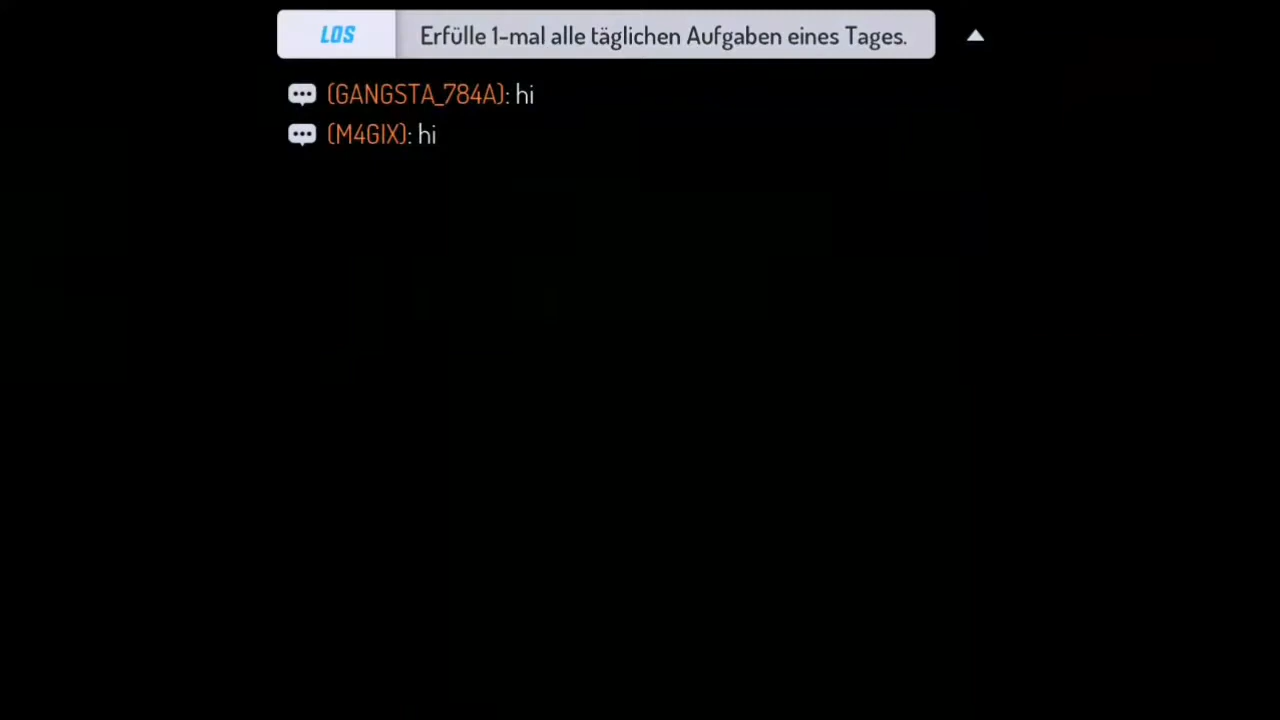 LOS Erfülle 1-mal alle täglichen Aufgaben eines Tages.
(GANGSTA_784A): hi
(M4GIX): hi